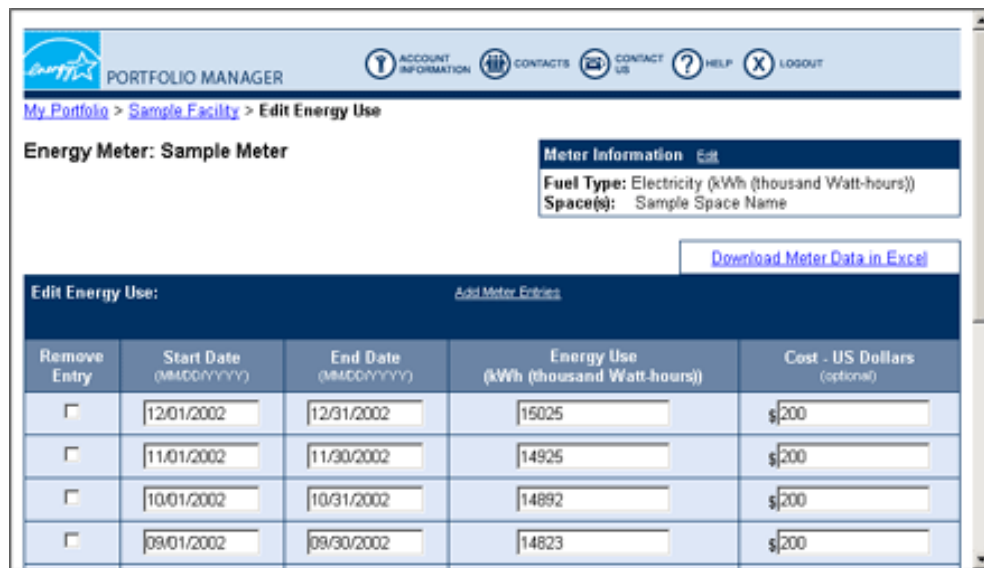 energy
PORTFOLIO MANAGER
ACCOUNT INFORMATION
CONTACTS
CONTACT US
? HELP
X LOGOUT
My Portfolio > Sample Facility > Edit Energy Use
Energy Meter: Sample Meter
Meter Information Edit
Fuel Type: Electricity (kWh (thousand Watt-hours))
Space(s): Sample Space Name
Download Meter Data in Excel
Edit Energy Use: Add Meter Entries
Remove Entry Start Date (MM/DD/YYYY) End Date (MM/DD/YYYY) Energy Use (kWh (thousand Watt-hours)) Cost - US Dollars (optional)
12/01/2002 12/31/2002 15025 $200
11/01/2002 11/30/2002 14925 $200
10/01/2002 10/31/2002 14892 $200
09/01/2002 09/30/2002 14823 $200